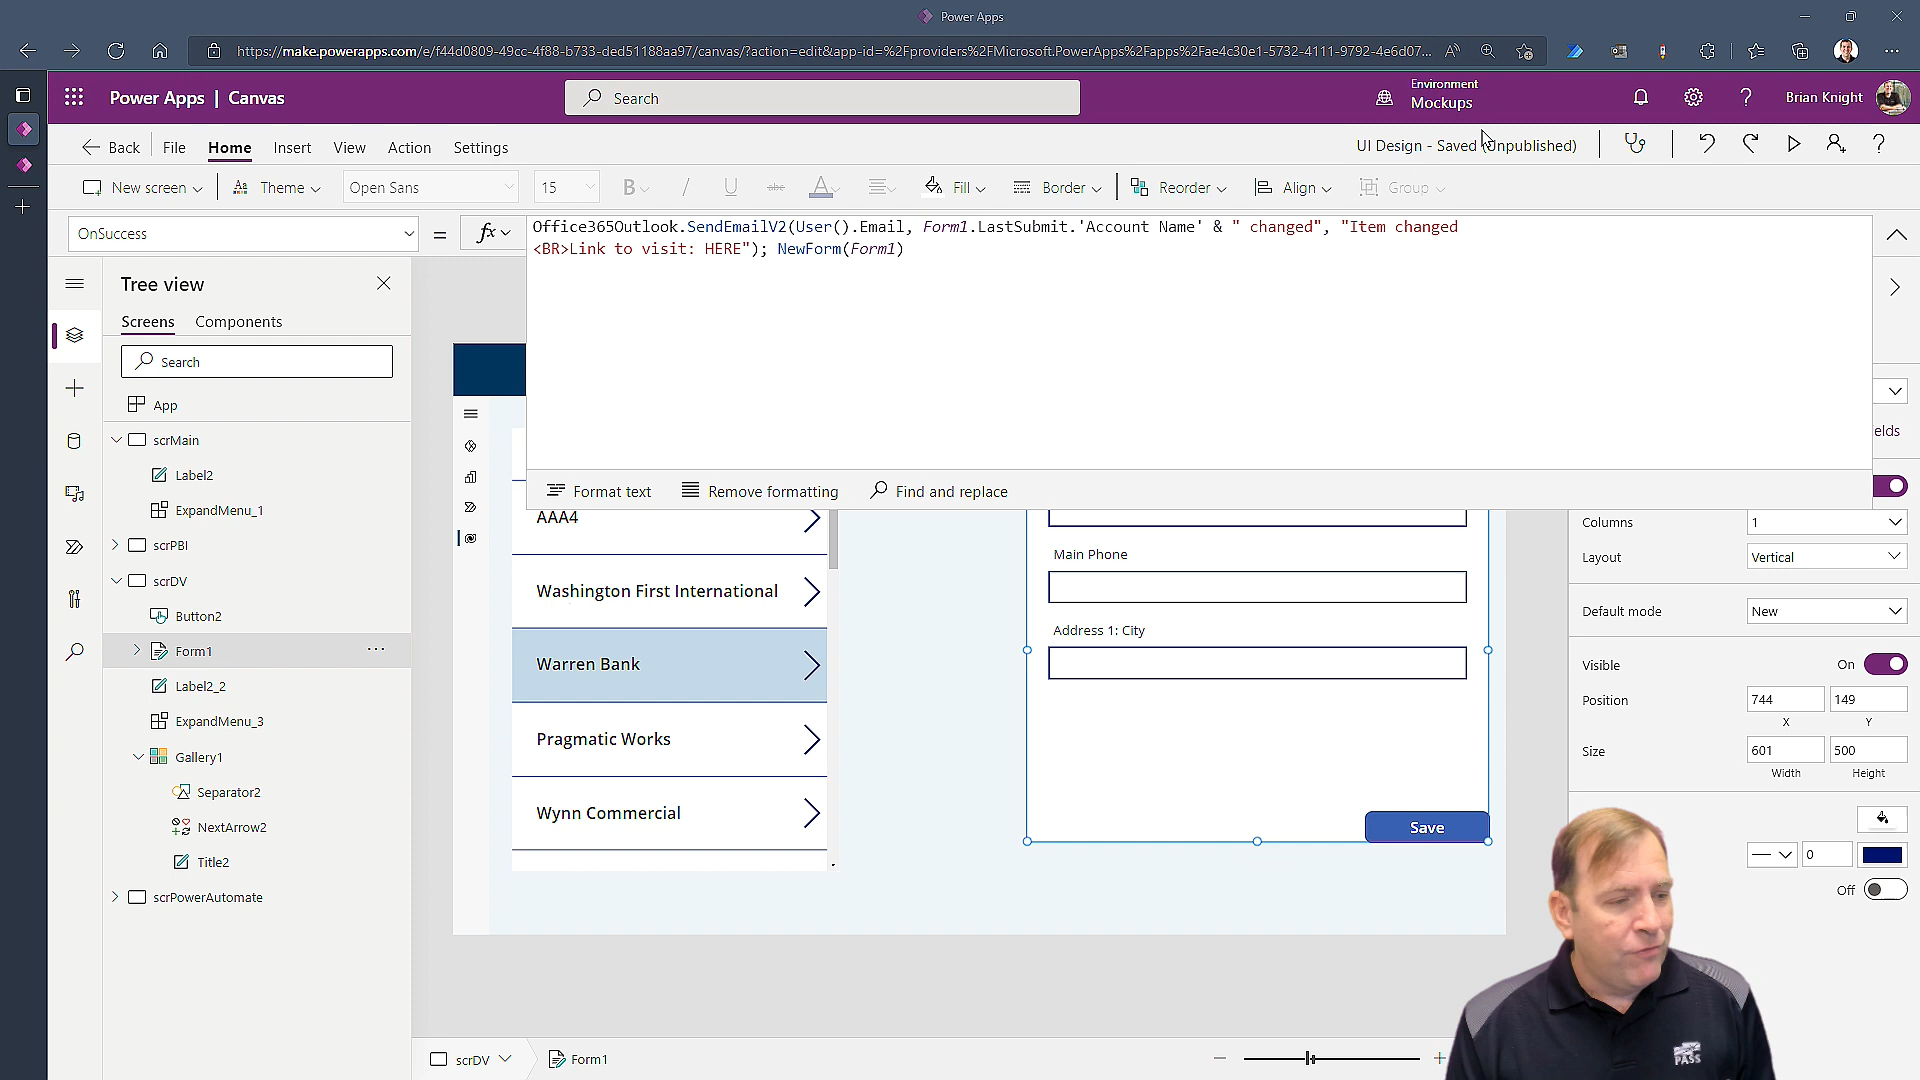 Power Apps
https://make.powerapps.com/e/f44d0809-49cc-4f88-b733-ded51188aa97/canvas/?action=edit&app-id=%2Fproviders%2FMicrosoft.PowerApps%2Fapps%2Fae4c30e1-5732-4111-9792-4e6d07...
Power Apps | Canvas
Search
Environment
Mockups
Brian Knight
Back
File
Home
Insert
View
Action
Settings
UI Design - Saved (Unpublished)
New screen
Theme
Open Sans
15
B
I
U
abc
A
Fill
Border
Reorder
Align
Group
OnSuccess
=
fx
Office365Outlook.SendEmailV2(User().Email, Form1.LastSubmit.'Account Name' & " changed", "Item changed
<BR>Link to visit: HERE"); NewForm(Form1)
Format text
Remove formatting
Find and replace
Tree view
Screens
Components
Search
App
scrMain
Label2
ExpandMenu_1
scrPBI
scrDV
Button2
Form1
Label2_2
ExpandMenu_3
Gallery1
Separator2
NextArrow2
Title2
scrPowerAutomate
AAA4
Washington First International
Warren Bank
Pragmatic Works
Wynn Commercial
Main Phone
Address 1: City
Save
elds
Columns
1
Layout
Vertical
Default mode
New
Visible
On
Position
744
149
X
Y
Size
601
500
Width
Height
0
Off
scrDV
Form1
PASS